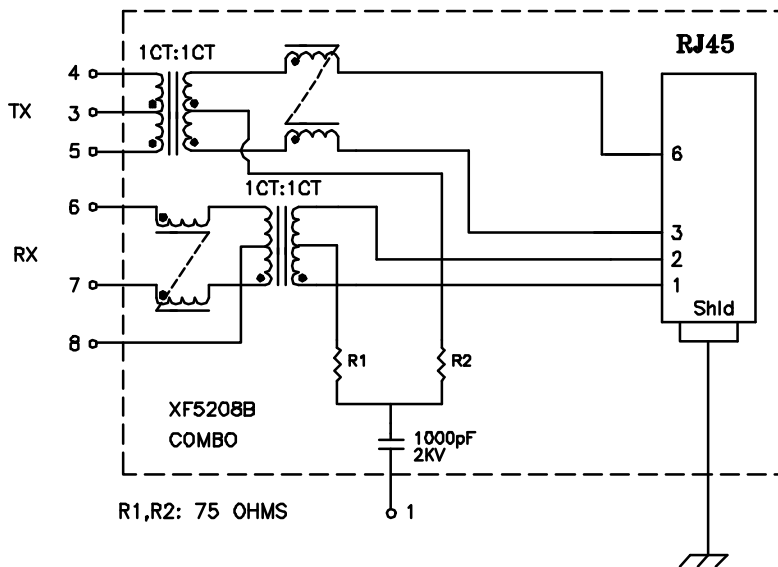 1CT:1CT
RJ45
4
TX
3
5
6
1CT:1CT
6
3
RX
2
7
1
Shld
8
R1
R2
XF5208B
COMBO
1000pF
2KV
R1,R2: 75 OHMS
1